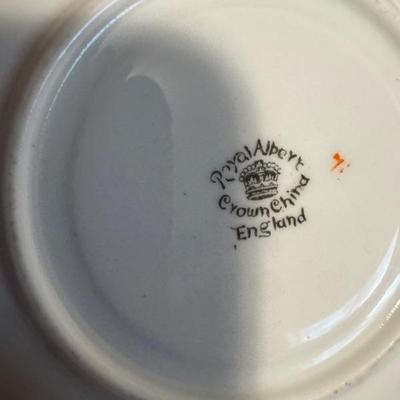 Royal Albert
Crown China
England